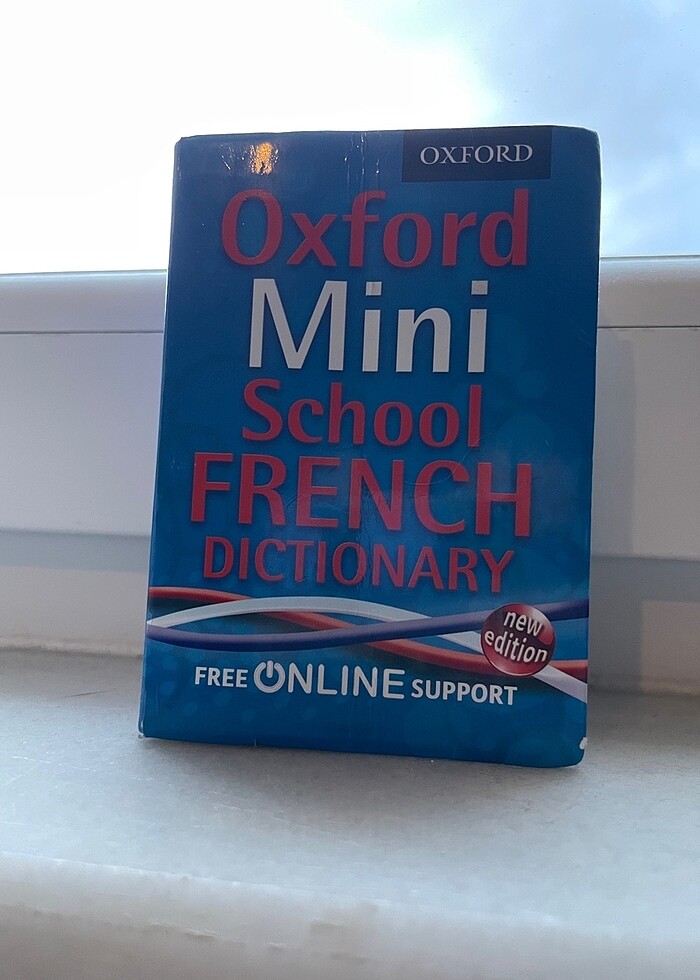 OXFORD
Oxford
Mini
School
FRENCH
DICTIONARY
new
edition
FREE ONLINE SUPPORT